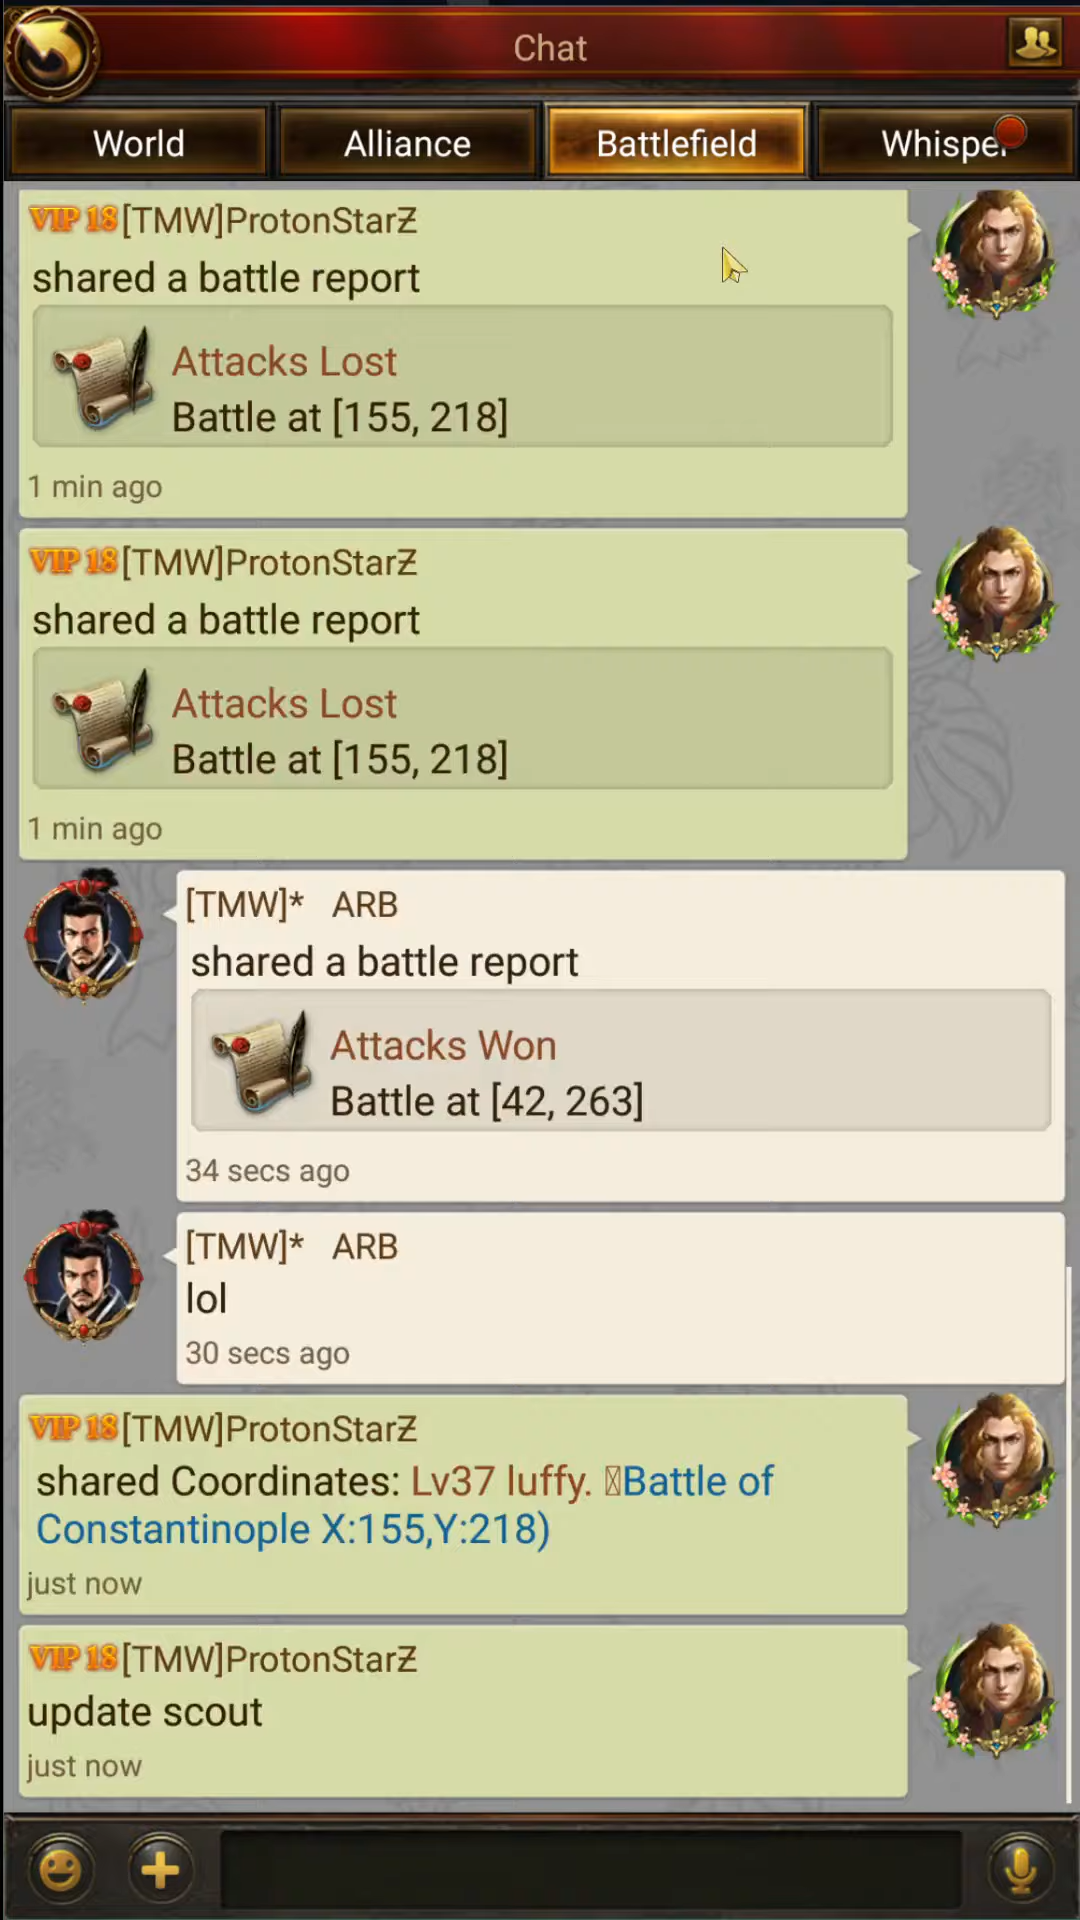 Chat
World
Alliance
Battlefield
Whisper
VIP 18[TMW]ProtonStarƵ
shared a battle report
Attacks Lost
Battle at [155, 218]
1 min ago
VIP 18[TMW]ProtonStarƵ
shared a battle report
Attacks Lost
Battle at [155, 218]
1 min ago
[TMW]* ARB
shared a battle report
Attacks Won
Battle at [42, 263]
34 secs ago
[TMW]* ARB
lol
30 secs ago
VIP 18[TMW]ProtonStarƵ
shared Coordinates: Lv37 luffy. Battle of
Constantinople X:155,Y:218)
just now
VIP 18[TMW]ProtonStarƵ
update scout
just now